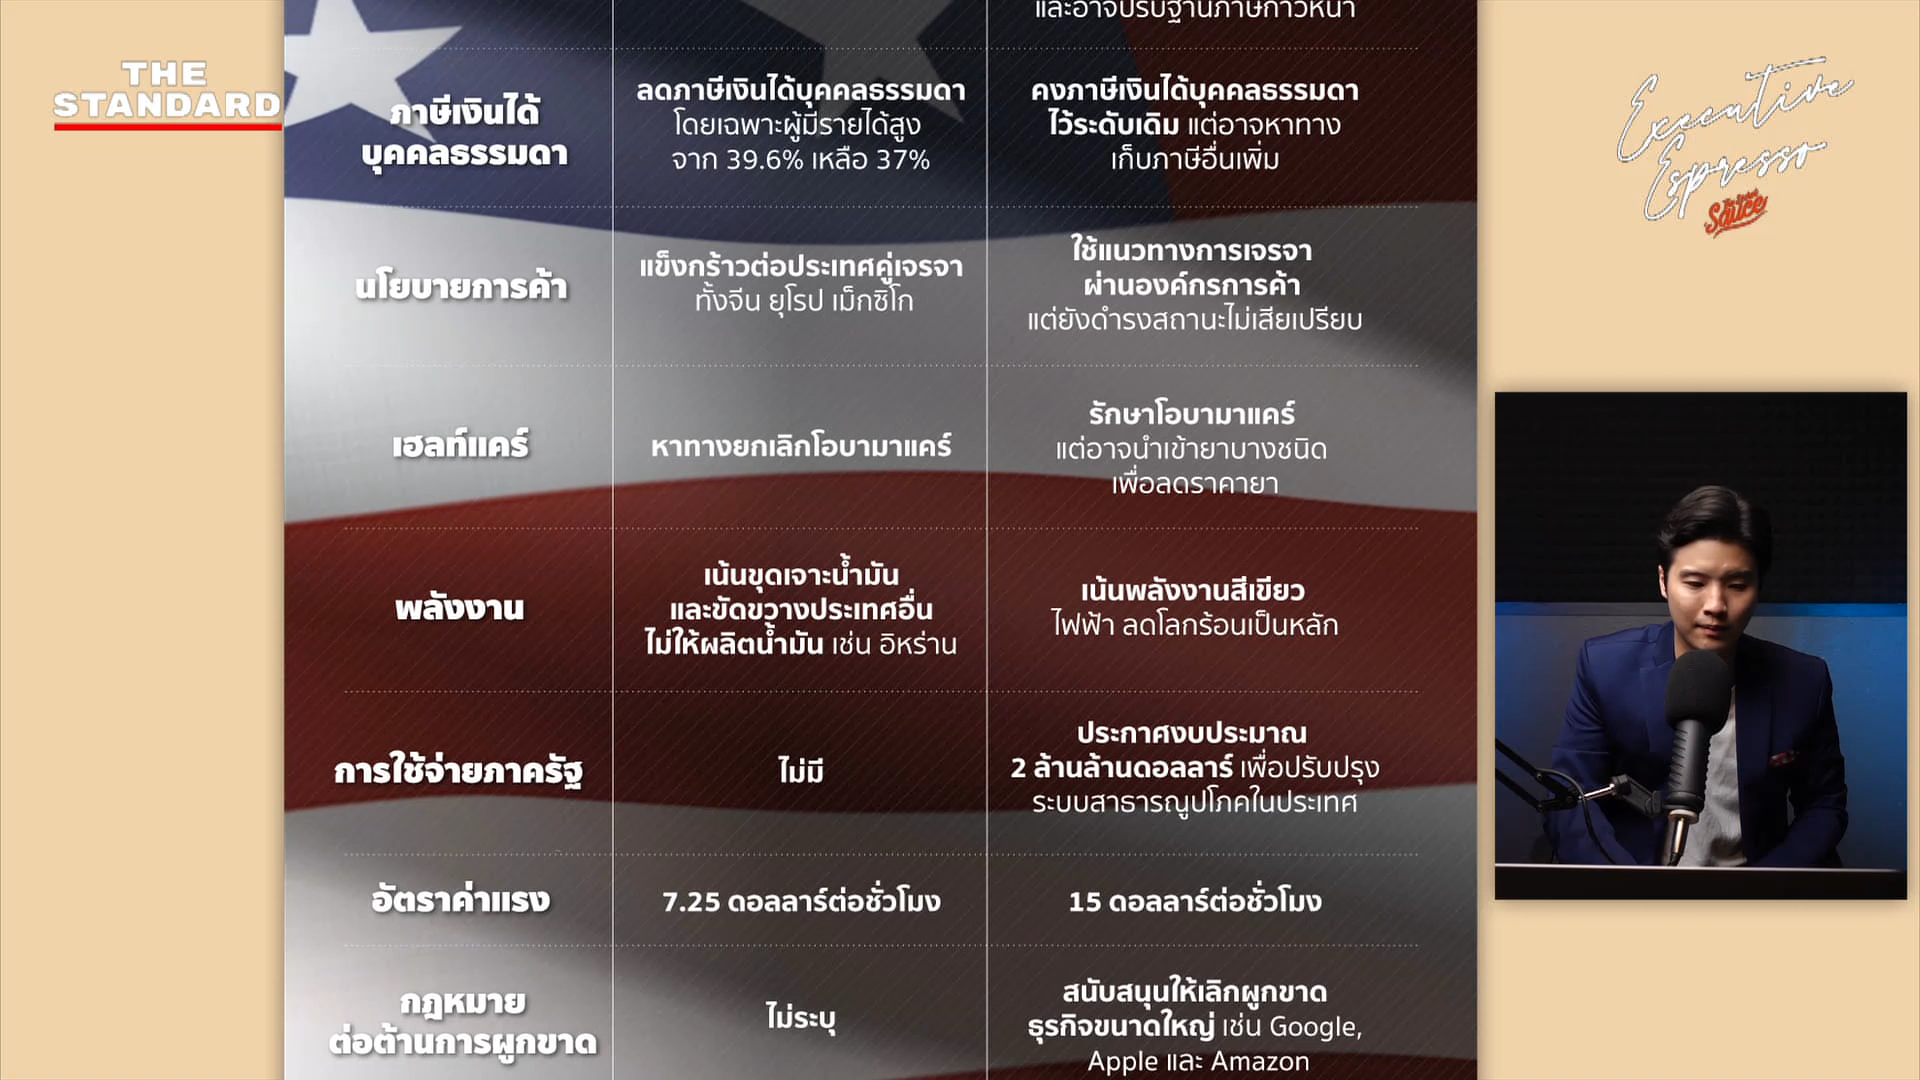 THE
STANDARD
Executive
Espresso
The Secret
Sauce
และอาจปรับฐานภาษีก้าวหน้า
ภาษีเงินได้
บุคคลธรรมดา
ลดภาษีเงินได้บุคคลธรรมดา
โดยเฉพาะผู้มีรายได้สูง
จาก 39.6% เหลือ 37%
คงภาษีเงินได้บุคคลธรรมดา
ไว้ระดับเดิม แต่อาจหาทาง
เก็บภาษีอื่นเพิ่ม
นโยบายการค้า
แข็งกร้าวต่อประเทศคู่เจรจา
ทั้งจีน ยุโรป เม็กซิโก
ใช้แนวทางการเจรจา
ผ่านองค์กรการค้า
แต่ยังดำรงสถานะไม่เสียเปรียบ
เฮลท์แคร์
หาทางยกเลิกโอบามาแคร์
รักษาโอบามาแคร์
แต่อาจนำเข้ายาบางชนิด
เพื่อลดราคายา
พลังงาน
เน้นขุดเจาะน้ำมัน
และขัดขวางประเทศอื่น
ไม่ให้ผลิตน้ำมัน เช่น อิหร่าน
เน้นพลังงานสีเขียว
ไฟฟ้า ลดโลกร้อนเป็นหลัก
การใช้จ่ายภาครัฐ
ไม่มี
ประกาศงบประมาณ
2 ล้านล้านดอลลาร์ เพื่อปรับปรุง
ระบบสาธารณูปโภคในประเทศ
อัตราค่าแรง
7.25 ดอลลาร์ต่อชั่วโมง
15 ดอลลาร์ต่อชั่วโมง
กฎหมาย
ต่อต้านการผูกขาด
ไม่ระบุ
สนับสนุนให้เลิกผูกขาด
ธุรกิจขนาดใหญ่ เช่น Google,
Apple และ Amazon